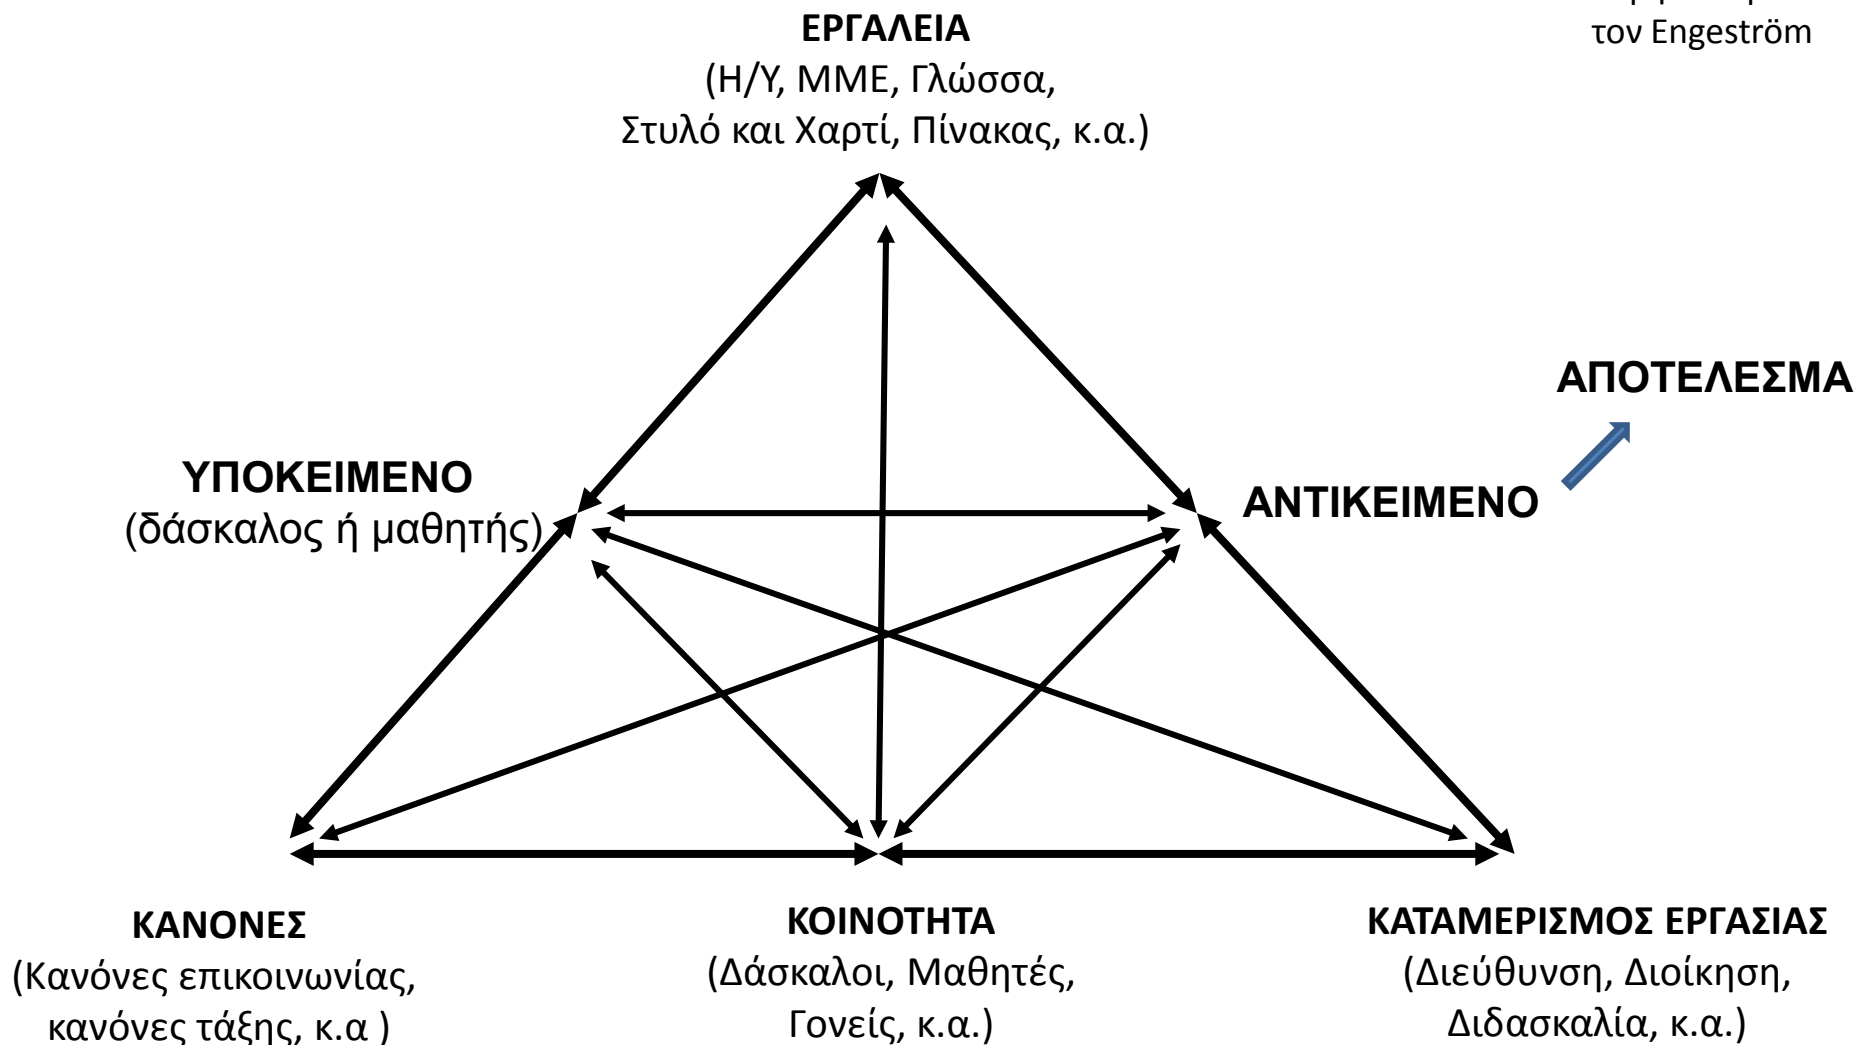 τον Engeström
ΕΡΓΑΛΕΙΑ
(Η/Υ, ΜΜΕ, Γλώσσα,
Στυλό και Χαρτί, Πίνακας, κ.α.)
ΑΠΟΤΕΛΕΣΜΑ
ΥΠΟΚΕΙΜΕΝΟ
(δάσκαλος ή μαθητής)
ΑΝΤΙΚΕΙΜΕΝΟ
ΚΑΝΟΝΕΣ
(Κανόνες επικοινωνίας,
κανόνες τάξης, κ.α )
ΚΟΙΝΟΤΗΤΑ
(Δάσκαλοι, Μαθητές,
Γονείς, κ.α.)
ΚΑΤΑΜΕΡΙΣΜΟΣ ΕΡΓΑΣΙΑΣ
(Διεύθυνση, Διοίκηση,
Διδασκαλία, κ.α.)